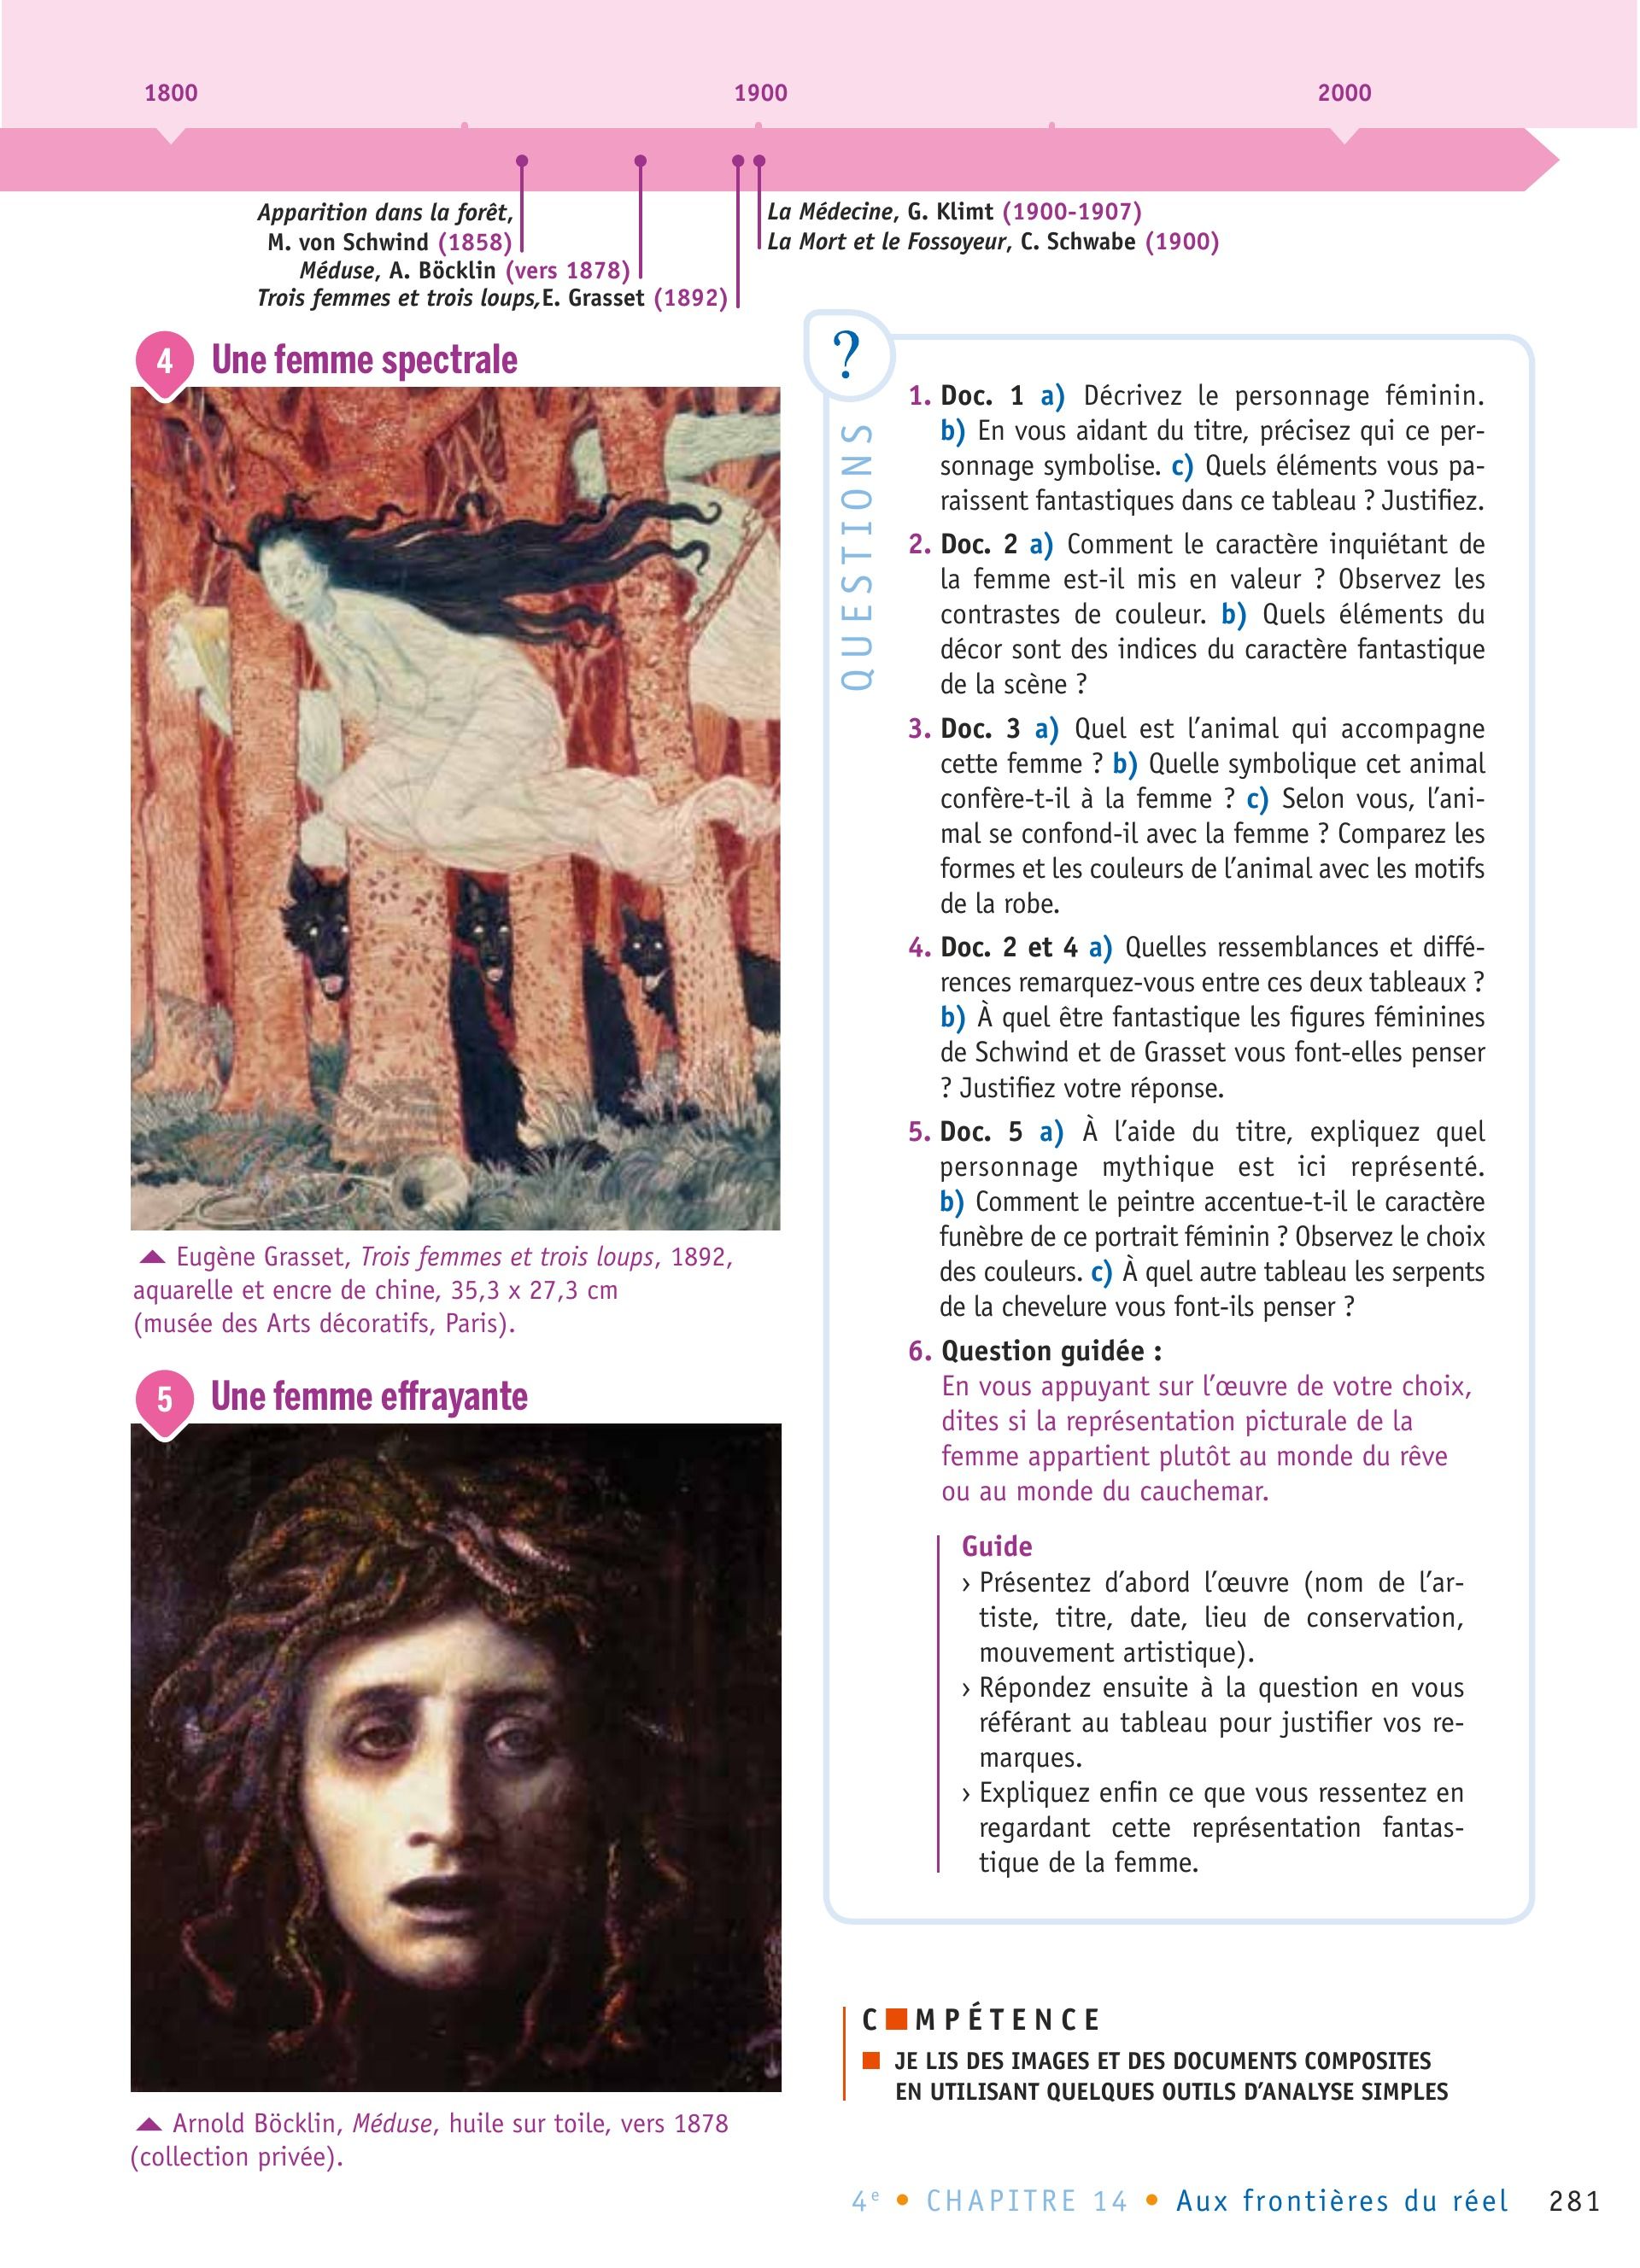 1800 1900 2000
Apparition dans la forêt,
M. von Schwind (1858)
Méduse, A. Böcklin (vers 1878)
Trois femmes et trois loups,E. Grasset (1892)
La Médecine, G. Klimt (1900-1907)
La Mort et le Fossoyeur, C. Schwabe (1900)
4 Une femme spectrale
Eugène Grasset, Trois femmes et trois loups, 1892,
aquarelle et encre de chine, 35,3 x 27,3 cm
(musée des Arts décoratifs, Paris).
5 Une femme effrayante
Arnold Böcklin, Méduse, huile sur toile, vers 1878
(collection privée).
?
QUESTIONS
1. Doc. 1 a) Décrivez le personnage féminin.
b) En vous aidant du titre, précisez qui ce per-
sonnage symbolise. c) Quels éléments vous pa-
raissent fantastiques dans ce tableau ? Justifiez.
2. Doc. 2 a) Comment le caractère inquiétant de
la femme est-il mis en valeur ? Observez les
contrastes de couleur. b) Quels éléments du
décor sont des indices du caractère fantastique
de la scène ?
3. Doc. 3 a) Quel est l'animal qui accompagne
cette femme ? b) Quelle symbolique cet animal
confère-t-il à la femme ? c) Selon vous, l'ani-
mal se confond-il avec la femme ? Comparez les
formes et les couleurs de l'animal avec les motifs
de la robe.
4. Doc. 2 et 4 a) Quelles ressemblances et diffé-
rences remarquez-vous entre ces deux tableaux ?
b) À quel être fantastique les figures féminines
de Schwind et de Grasset vous font-elles penser
? Justifiez votre réponse.
5. Doc. 5 a) À l'aide du titre, expliquez quel
personnage mythique est ici représenté.
b) Comment le peintre accentue-t-il le caractère
funèbre de ce portrait féminin ? Observez le choix
des couleurs. c) À quel autre tableau les serpents
de la chevelure vous font-ils penser ?
6. Question guidée :
En vous appuyant sur l'œuvre de votre choix,
dites si la représentation picturale de la
femme appartient plutôt au monde du rêve
ou au monde du cauchemar.
Guide
› Présentez d'abord l'œuvre (nom de l'ar-
tiste, titre, date, lieu de conservation,
mouvement artistique).
› Répondez ensuite à la question en vous
référant au tableau pour justifier vos re-
marques.
› Expliquez enfin ce que vous ressentez en
regardant cette représentation fantas-
tique de la femme.
C■MPÉTENCE
■ JE LIS DES IMAGES ET DES DOCUMENTS COMPOSITES
EN UTILISANT QUELQUES OUTILS D'ANALYSE SIMPLES
4e • CHAPITRE 14 • Aux frontières du réel 281